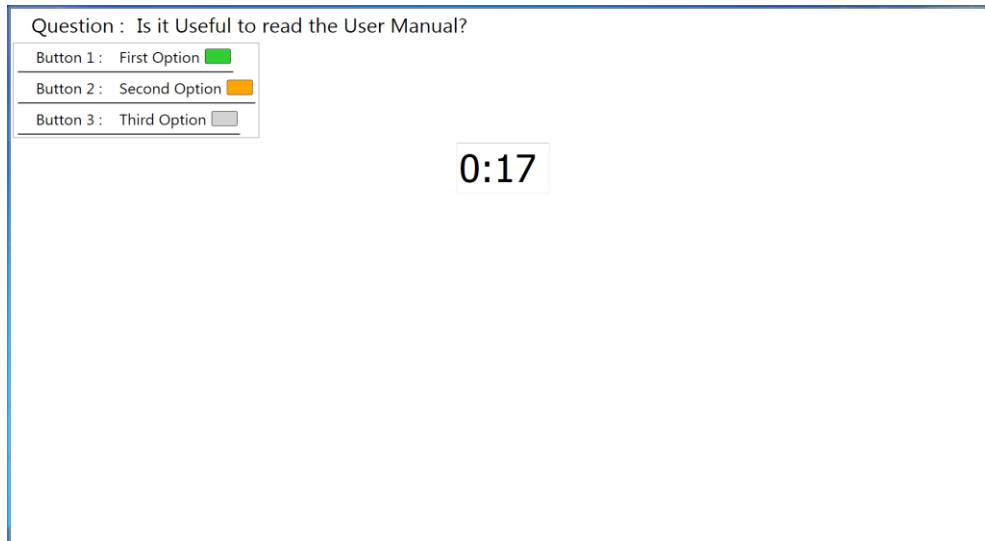 Question : Is it Useful to read the User Manual?
Button 1 : First Option
Button 2 : Second Option
Button 3 : Third Option
0:17